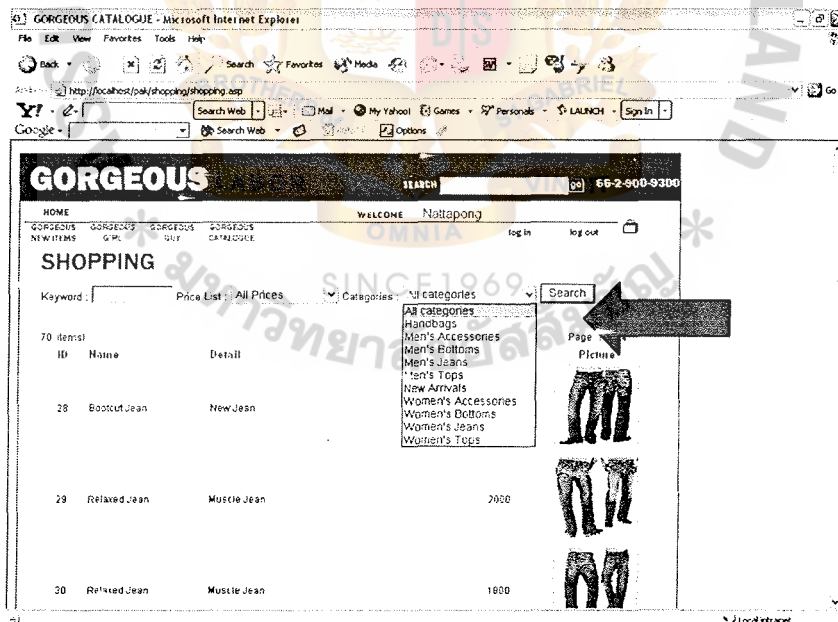 GORGEOUS CATALOGUE - Microsoft Internet Explorer
File Edit View Favorites Tools Help
Back Search Favorites Media
http://localhost/pak/shopping/shopping.asp Go
Y! Search Web Mail My Yahoo! Games Personals LAUNCH Sign In
Google Search Web Options
GORGEOUS SEARCH go 66-2-900-9300
HOME WELCOME Nattapong
GORGEOUS NEW ITEMS GORGEOUS GIRL GORGEOUS GUY GORGEOUS CATALOGUE log in log out
OMNIA
SHOPPING
SINCE1969
Keyword : Price List : All Prices Categories : All categories Search
All categories
Handbags
Men's Accessories
Men's Bottoms
Men's Jeans
Men's Tops
New Arrivals
Women's Accessories
Women's Bottoms
Women's Jeans
Women's Tops
70 item(s) Page
ID Name Detail Picture
28 Bootcut Jean New Jean
29 Relaxed Jean Muscle Jean 2000
30 Relaxed Jean Muscle Jean 1800
Local intranet